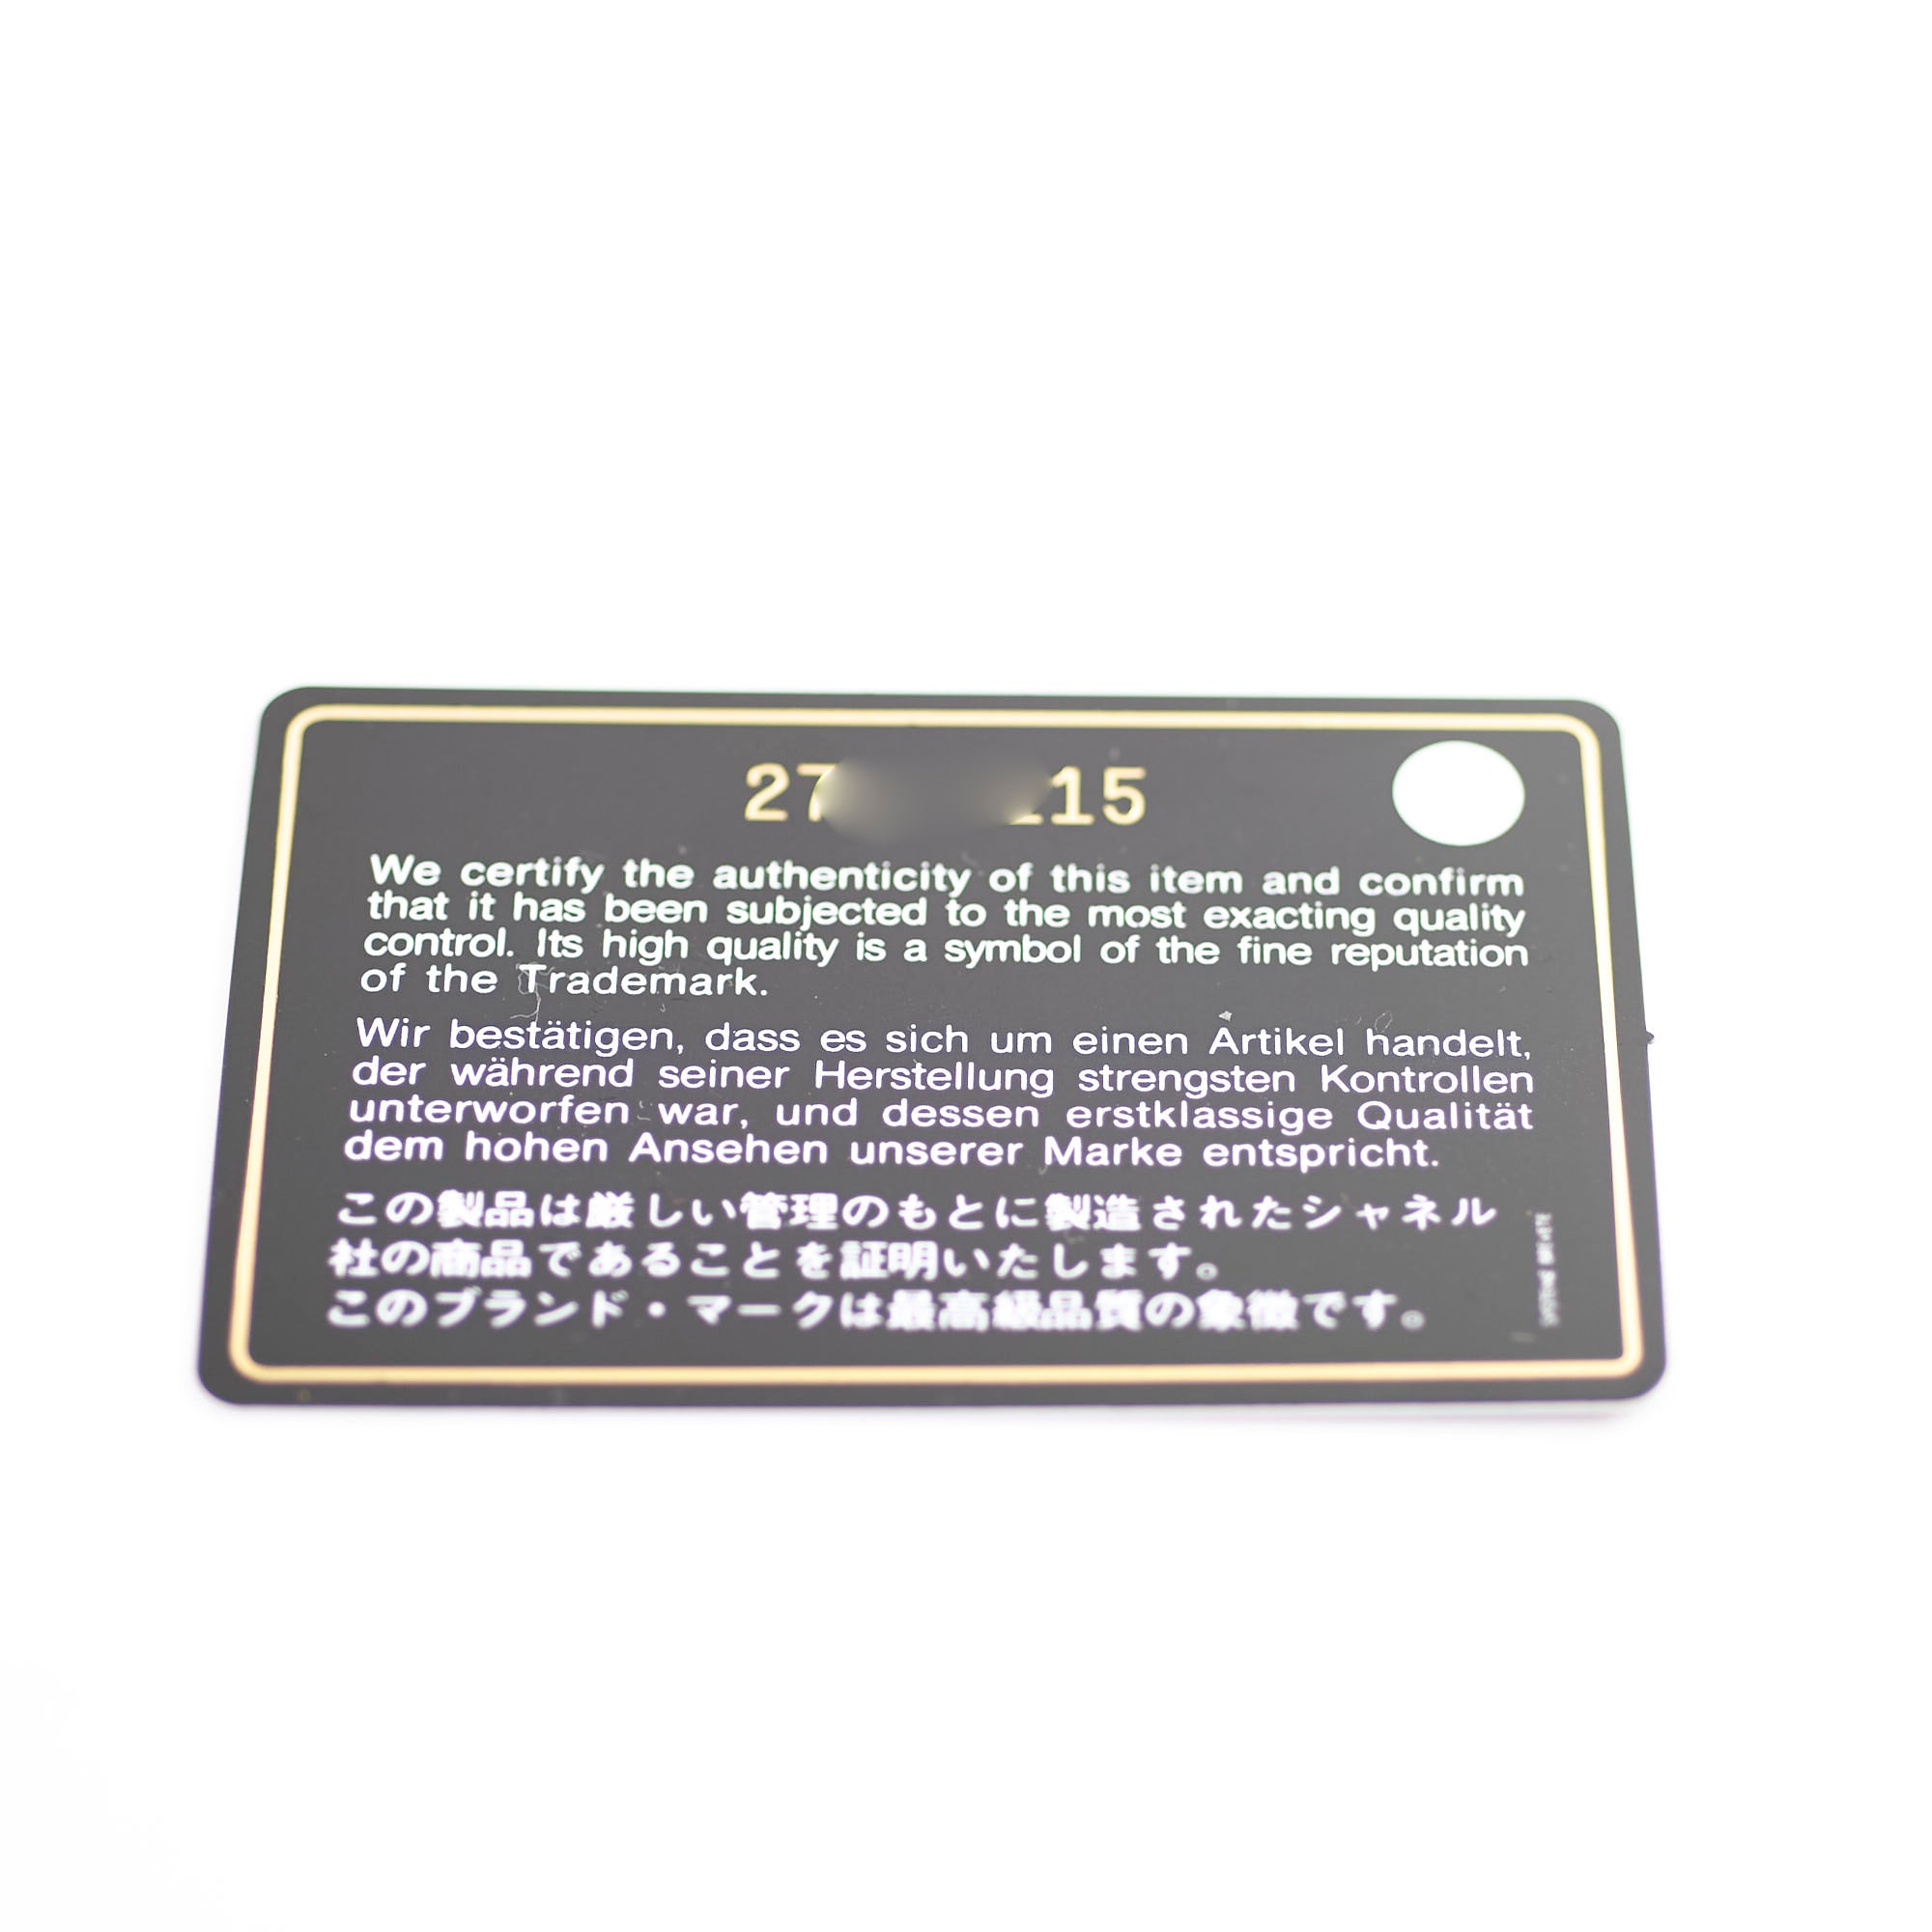 27 115
We certify the authenticity of this item and confirm
that it has been subjected to the most exacting quality
control. Its high quality is a symbol of the fine reputation
of the Trademark.
Wir bestätigen, dass es sich um einen Artikel handelt,
der während seiner Herstellung strengsten Kontrollen
unterworfen war, und dessen erstklassige Qualität
dem hohen Ansehen unserer Marke entspricht.
この製品は厳しい管理のもとに製造されたシャネル
社の商品であることを証明いたします。
このブランド・マークは最高級品質の象徴です。